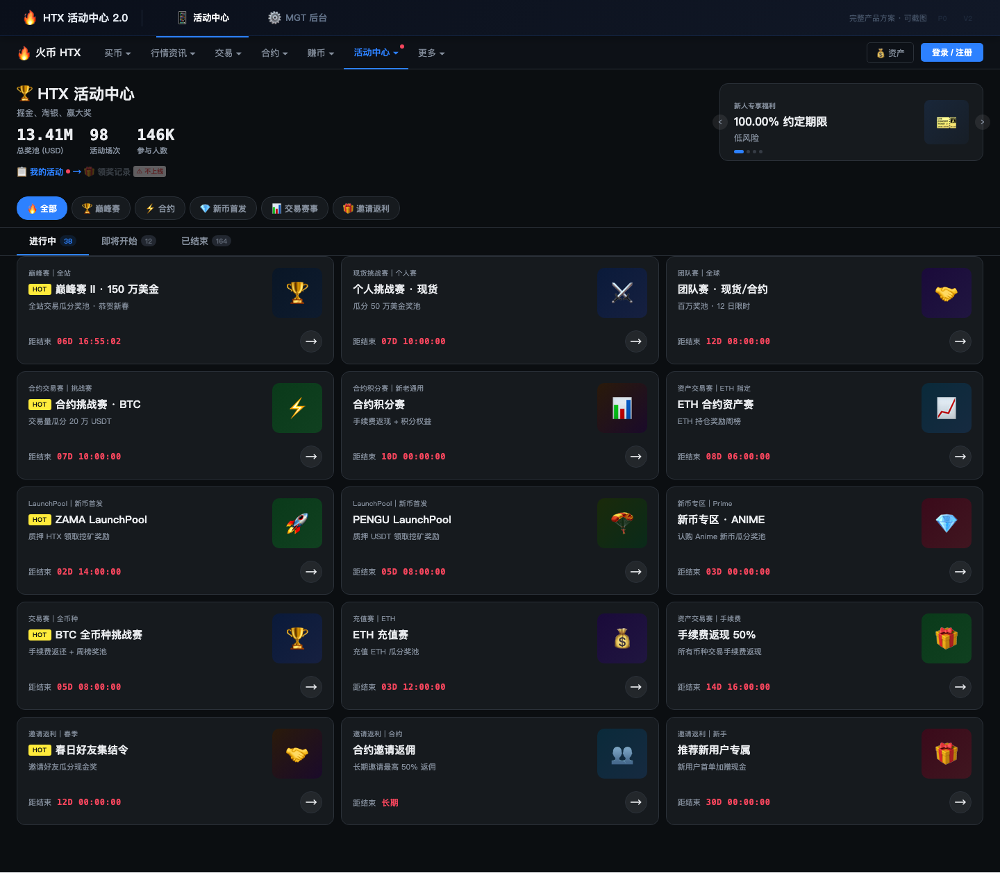 HTX 活动中心 2.0
活动中心
MGT 后台
完整产品方案 · 可截图
P0
V2
火币 HTX
买币
行情资讯
交易
合约
赚币
活动中心
更多
资产
登录 / 注册
HTX 活动中心
掘金、淘银、赢大奖
13.41M
98
146K
总奖池 (USD)
活动场次
参与人数
我的活动 → 领奖记录 不上线
新人专享福利
100.00% 约定期限
低风险
全部
巅峰赛
合约
新币首发
交易赛事
邀请返利
进行中 38
即将开始 12
已结束 164
巅峰赛 | 全站
HOT 巅峰赛 II · 150 万美金
全站交易瓜分奖池 · 恭贺新春
距结束 06D 16:55:02
现货挑战赛 | 个人赛
个人挑战赛 · 现货
瓜分 50 万美金奖池
距结束 07D 10:00:00
团队赛 | 全球
团队赛 · 现货/合约
百万奖池 · 12 日限时
距结束 12D 08:00:00
合约交易赛 | 挑战赛
HOT 合约挑战赛 · BTC
交易量瓜分 20 万 USDT
距结束 07D 10:00:00
合约积分赛 | 新老通用
合约积分赛
手续费返现 + 积分权益
距结束 10D 00:00:00
资产交易赛 | ETH 指定
ETH 合约资产赛
ETH 持仓奖励周榜
距结束 08D 06:00:00
LaunchPool | 新币首发
HOT ZAMA LaunchPool
质押 HTX 领取挖矿奖励
距结束 02D 14:00:00
LaunchPool | 新币首发
PENGU LaunchPool
质押 USDT 领取挖矿奖励
距结束 05D 08:00:00
新币专区 | Prime
新币专区 · ANIME
认购 Anime 新币瓜分奖池
距结束 03D 00:00:00
交易赛 | 全币种
HOT BTC 全币种挑战赛
手续费返还 + 周榜奖池
距结束 05D 08:00:00
充值赛 | ETH
ETH 充值赛
充值 ETH 瓜分奖池
距结束 03D 12:00:00
资产交易赛 | 手续费
手续费返现 50%
所有币种交易手续费返现
距结束 14D 16:00:00
邀请返利 | 春季
HOT 春日好友集结令
邀请好友瓜分现金奖
距结束 12D 00:00:00
邀请返利 | 合约
合约邀请返佣
长期邀请最高 50% 返佣
距结束 长期
邀请返利 | 新手
推荐新用户专属
新用户首单加赠现金
距结束 30D 00:00:00